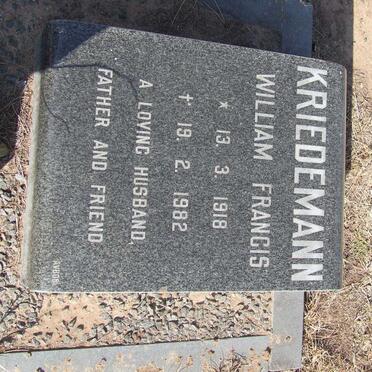 KRIEDEMANN
WILLIAM FRANCIS
* 13. 3. 1918
† 19. 2. 1982
A LOVING HUSBAND,
FATHER AND FRIEND